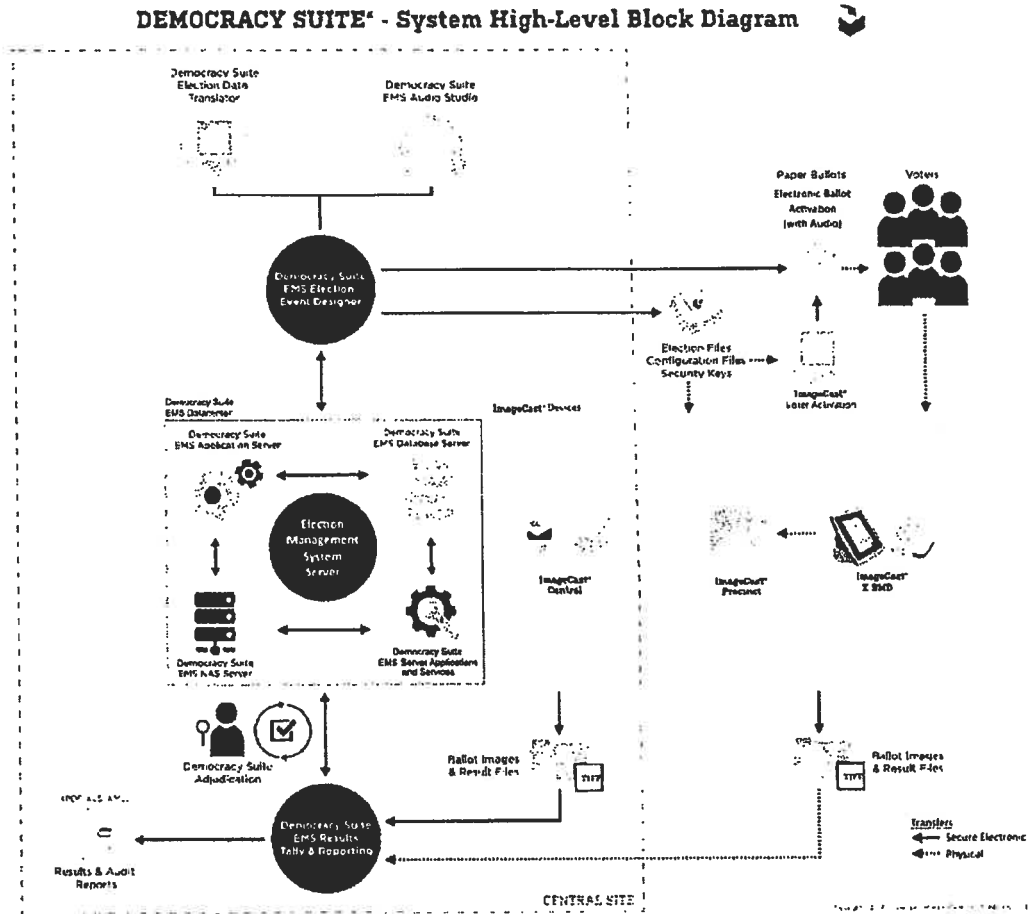 DEMOCRACY SUITE® - System High-Level Block Diagram
Democracy Suite
Election Data
Translator
Democracy Suite
EMS Audio Studio
Paper Ballots
Electronic Ballot
Activation
(with Audio)
Voters
Democracy Suite
EMS Election
Event Designer
Election Files
Configuration Files
Security Keys
ImageCast®
Voter Activation
Democracy Suite
EMS Datacenter
ImageCast® Devices
Democracy Suite
EMS Application Server
Democracy Suite
EMS Database Server
Election
Management
System
Server
ImageCast®
Central
ImageCast®
Precinct
ImageCast®
X BMD
Democracy Suite
EMS NAS Server
Democracy Suite
EMS Server Applications
and Services
Democracy Suite
Adjudication
Ballot Images
& Result Files
TIFF
Ballot Images
& Result Files
TIFF
Democracy Suite
EMS Results
Tally & Reporting
Results & Audit
Reports
Transfers
Secure Electronic
Physical
CENTRAL SITE